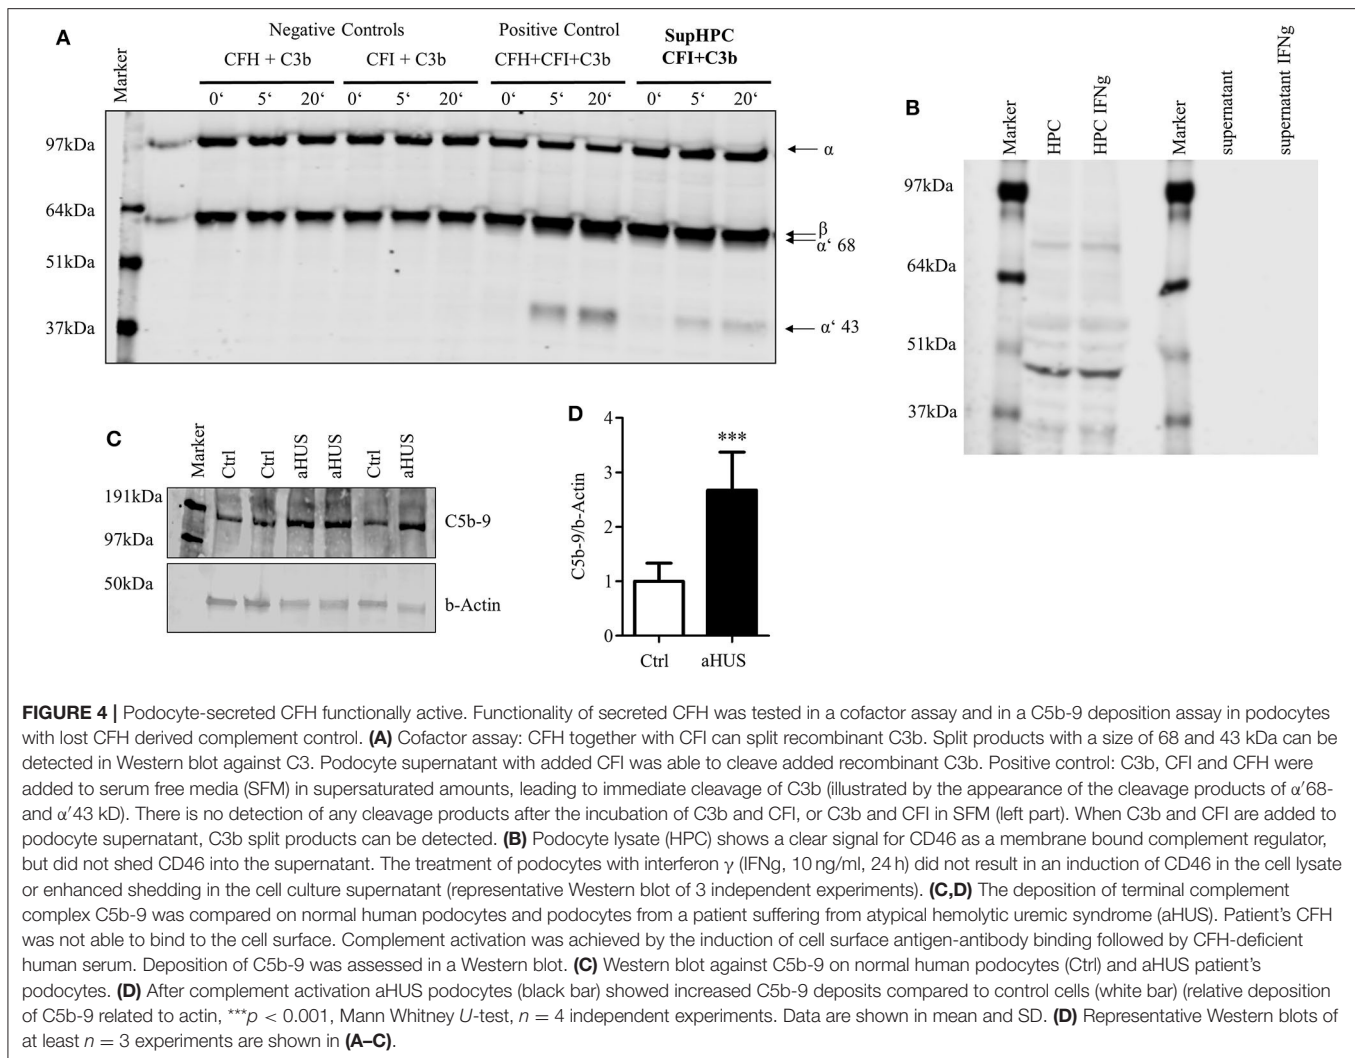 A
Marker
Negative Controls
CFH + C3b
CFI + C3b
Positive Control
CFH+CFI+C3b
SupHPC
CFI+C3b
0‘ 5‘ 20‘ 0‘ 5‘ 20‘ 0‘ 5‘ 20‘ 0‘ 5‘ 20‘
97kDa
64kDa
51kDa
37kDa
α
β
α‘ 68
α‘ 43
B
Marker
HPC
HPC IFNg
Marker
supernatant
supernatant IFNg
97kDa
64kDa
51kDa
37kDa
C
Marker
Ctrl
Ctrl
aHUS
aHUS
Ctrl
aHUS
191kDa
97kDa
50kDa
C5b-9
b-Actin
D
C5b-9/b-Actin
4
3
2
1
0
***
Ctrl
aHUS
FIGURE 4 | Podocyte-secreted CFH functionally active. Functionality of secreted CFH was tested in a cofactor assay and in a C5b-9 deposition assay in podocytes
with lost CFH derived complement control. (A) Cofactor assay: CFH together with CFI can split recombinant C3b. Split products with a size of 68 and 43 kDa can be
detected in Western blot against C3. Podocyte supernatant with added CFI was able to cleave added recombinant C3b. Positive control: C3b, CFI and CFH were
added to serum free media (SFM) in supersaturated amounts, leading to immediate cleavage of C3b (illustrated by the appearance of the cleavage products of α′68-
and α′43 kD). There is no detection of any cleavage products after the incubation of C3b and CFI, or C3b and CFI in SFM (left part). When C3b and CFI are added to
podocyte supernatant, C3b split products can be detected. (B) Podocyte lysate (HPC) shows a clear signal for CD46 as a membrane bound complement regulator,
but did not shed CD46 into the supernatant. The treatment of podocytes with interferon γ (IFNg, 10 ng/ml, 24 h) did not result in an induction of CD46 in the cell lysate
or enhanced shedding in the cell culture supernatant (representative Western blot of 3 independent experiments). (C,D) The deposition of terminal complement
complex C5b-9 was compared on normal human podocytes and podocytes from a patient suffering from atypical hemolytic uremic syndrome (aHUS). Patient's CFH
was not able to bind to the cell surface. Complement activation was achieved by the induction of cell surface antigen-antibody binding followed by CFH-deficient
human serum. Deposition of C5b-9 was assessed in a Western blot. (C) Western blot against C5b-9 on normal human podocytes (Ctrl) and aHUS patient's
podocytes. (D) After complement activation aHUS podocytes (black bar) showed increased C5b-9 deposits compared to control cells (white bar) (relative deposition
of C5b-9 related to actin, ***p < 0.001, Mann Whitney U-test, n = 4 independent experiments. Data are shown in mean and SD. (D) Representative Western blots of
at least n = 3 experiments are shown in (A–C).